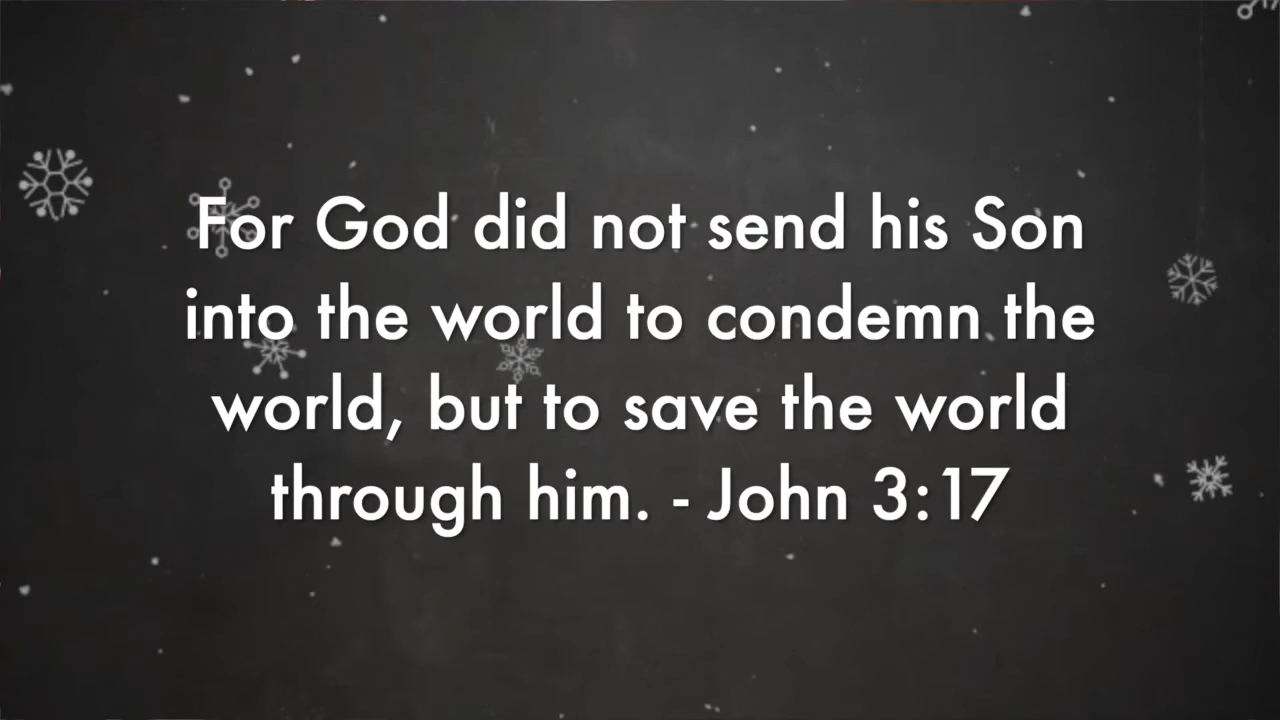 For God did not send his Son
into the world to condemn the
world, but to save the world
through him. - John 3:17